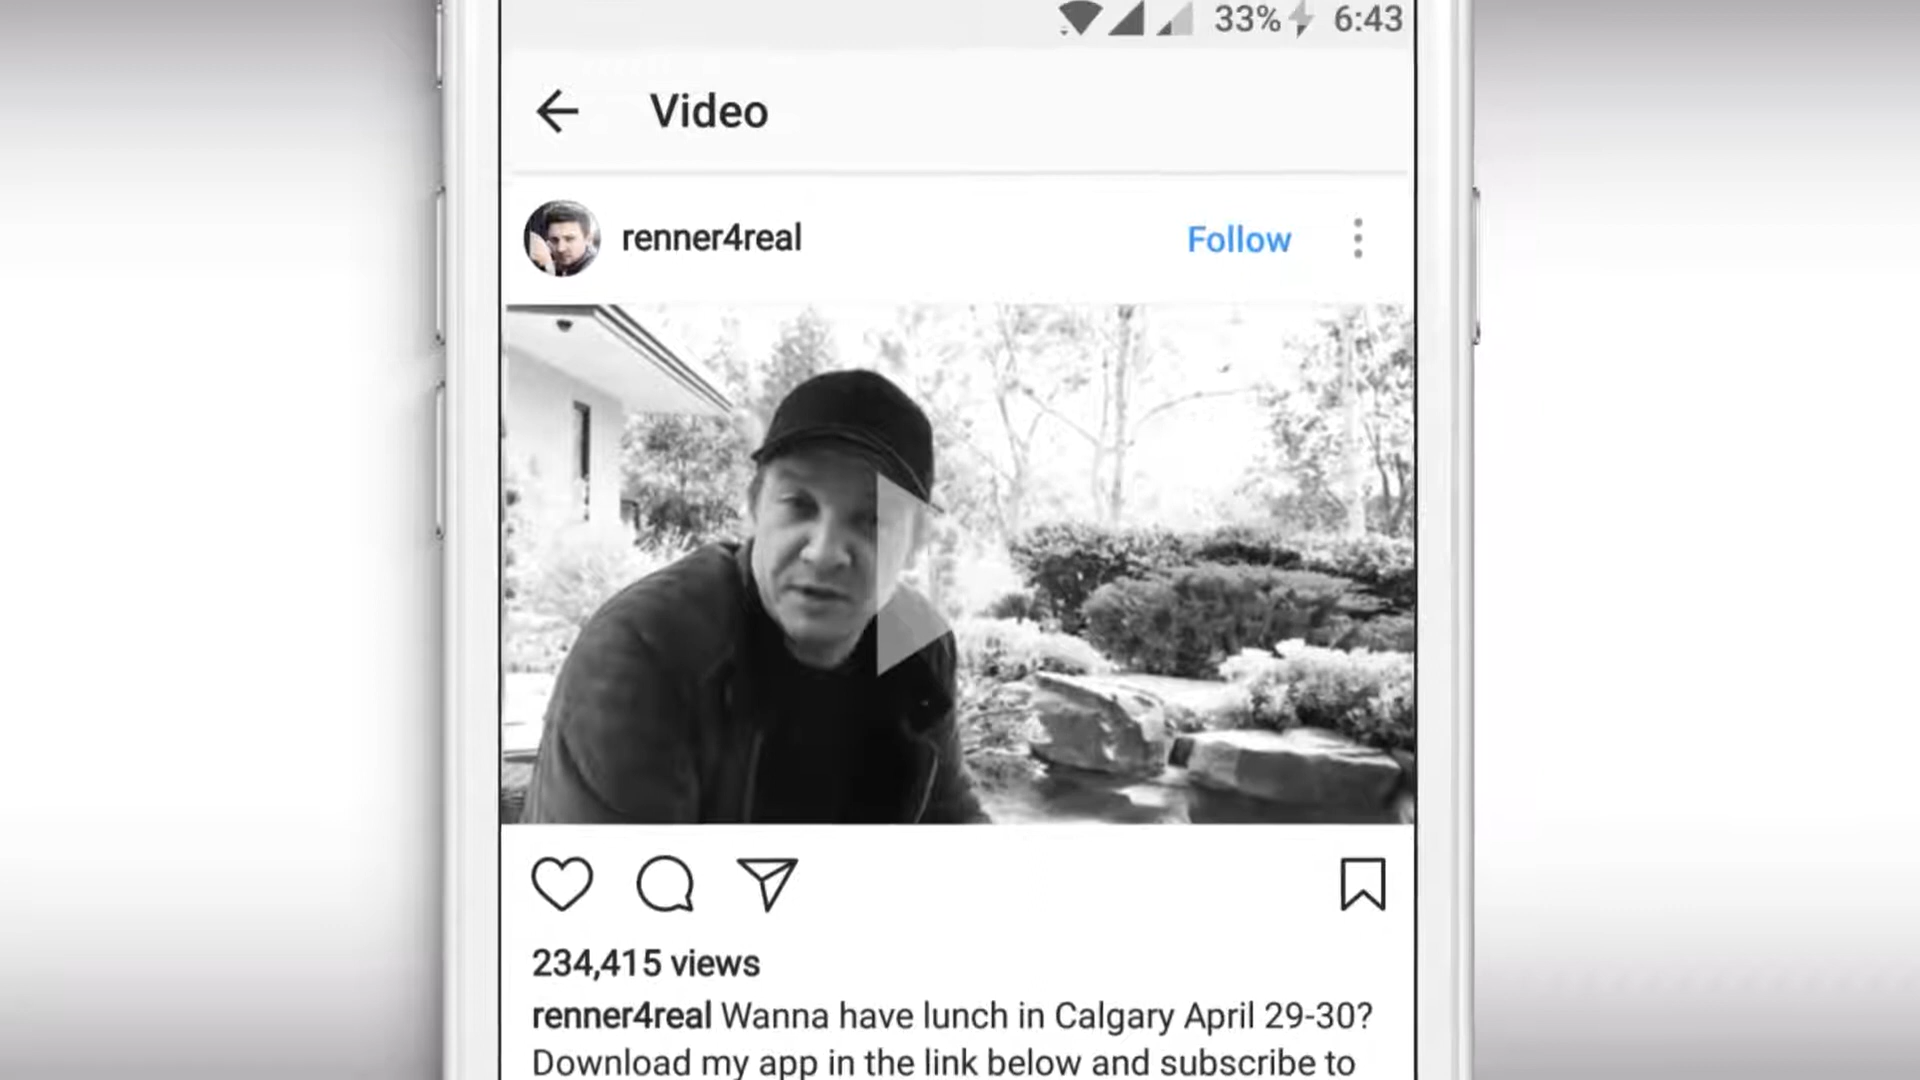 33% 6:43
Video
renner4real Follow
234,415 views
renner4real Wanna have lunch in Calgary April 29-30?
Download my app in the link below and subscribe to